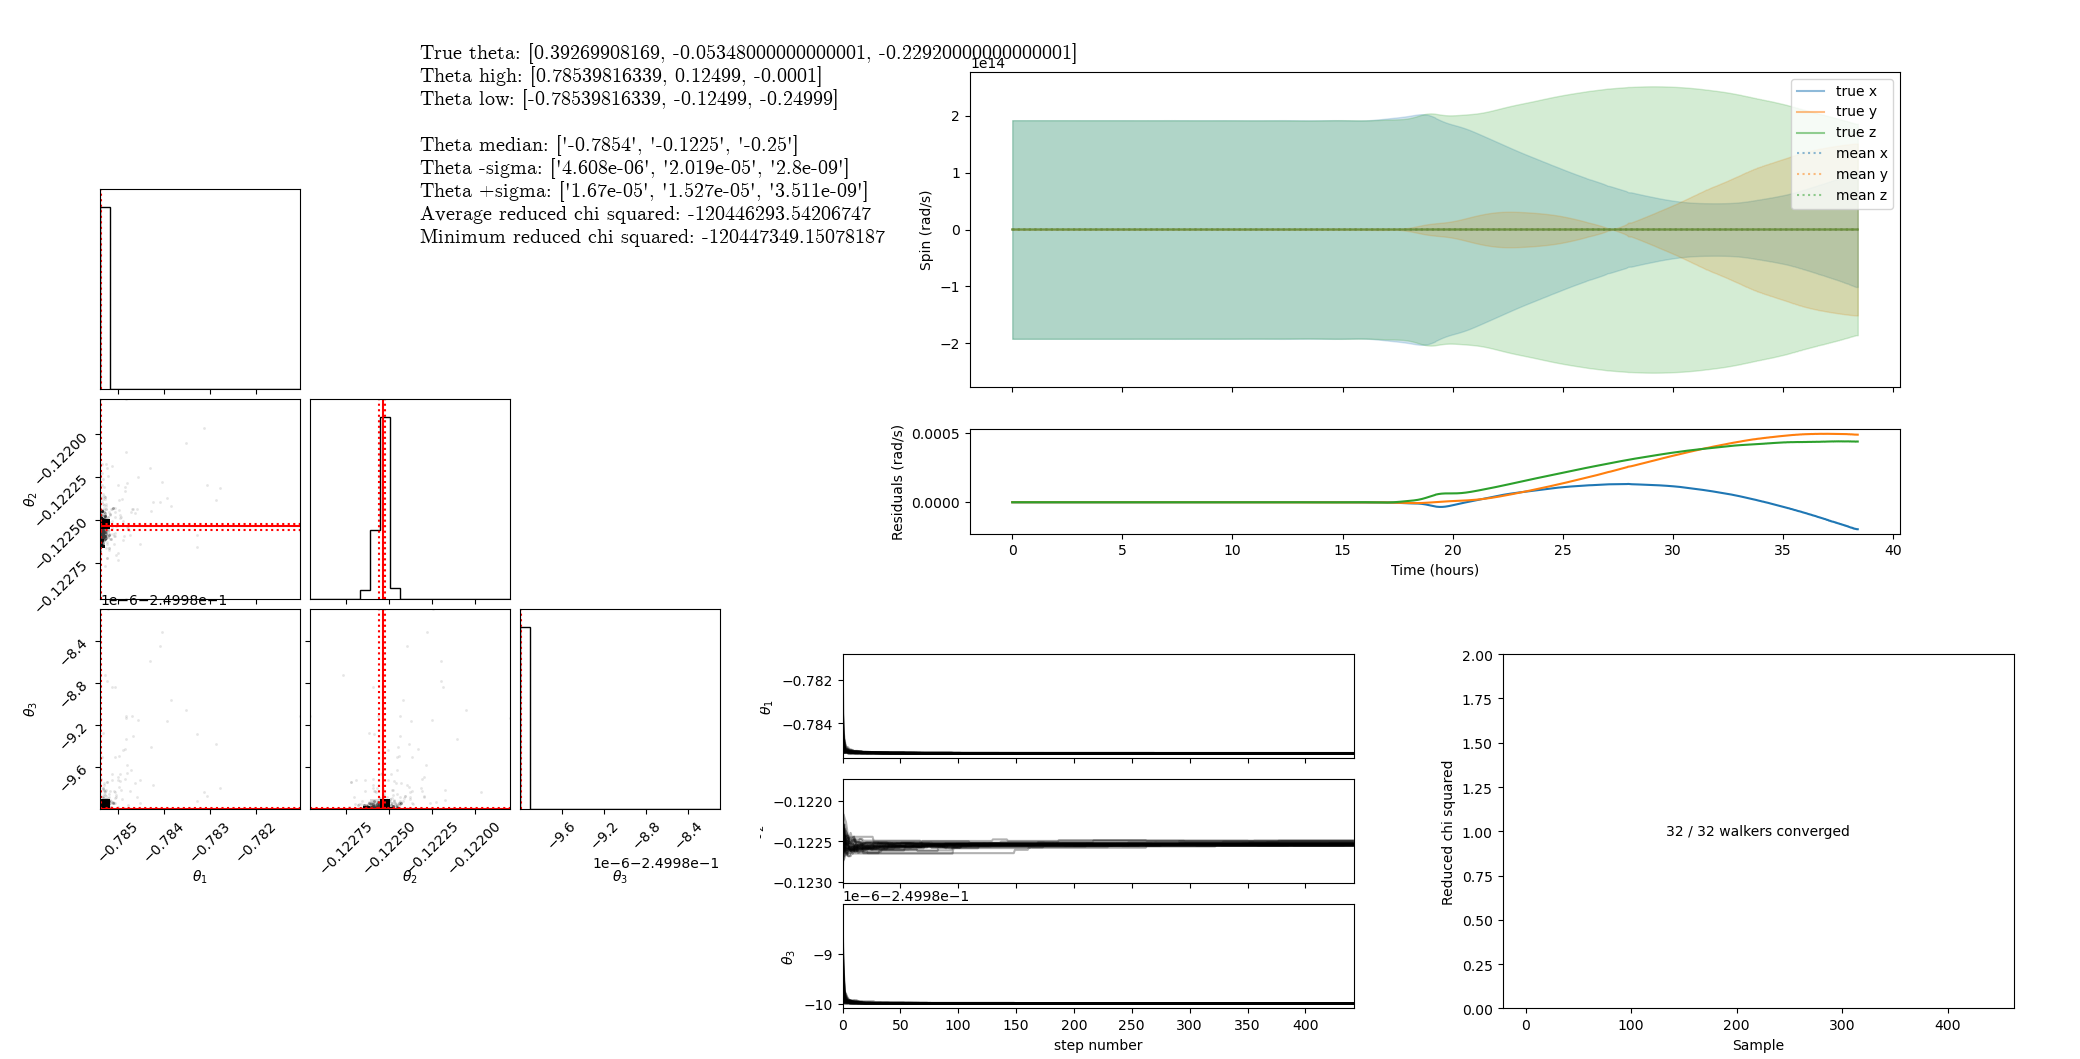 True theta: [0.39269908169, -0.05348000000000001, -0.22920000000000001]
Theta high: [0.78539816339, 0.12499, -0.0001]
Theta low: [-0.78539816339, -0.12499, -0.24999]
Theta median: ['-0.7854', '-0.1225', '-0.25']
Theta -sigma: ['4.608e-06', '2.019e-05', '2.8e-09']
Theta +sigma: ['1.67e-05', '1.527e-05', '3.511e-09']
Average reduced chi squared: -120446293.54206747
Minimum reduced chi squared: -120447349.15078187
1e14
Spin (rad/s)
2
1
0
−1
−2
true x
true y
true z
mean x
mean y
mean z
Residuals (rad/s)
0.0005
0.0000
0 5 10 15 20 25 30 35 40
Time (hours)
θ2
−0.12200
−0.12225
−0.12250
−0.12275
1e−6−2.4998e−1
θ3
−8.4
−8.8
−9.2
−9.6
−0.785 −0.784 −0.783 −0.782
θ1
−0.12275 −0.12250 −0.12225 −0.12200
θ2
−9.6 −9.2 −8.8 −8.4
1e−6−2.4998e−1
θ3
θ1
−0.782
−0.784
−0.1220
−0.1225
−0.1230
1e−6−2.4998e−1
θ3
−9
−10
0 50 100 150 200 250 300 350 400
step number
Reduced chi squared
2.00
1.75
1.50
1.25
1.00
0.75
0.50
0.25
0.00
32 / 32 walkers converged
0 100 200 300 400
Sample